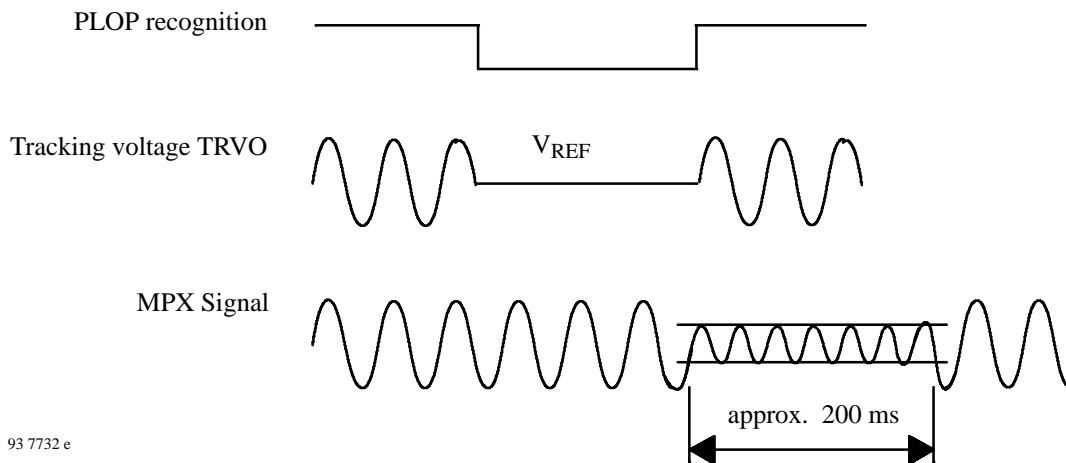 PLOP recognition
Tracking voltage TRVO
VREF
MPX Signal
approx. 200 ms
93 7732 e